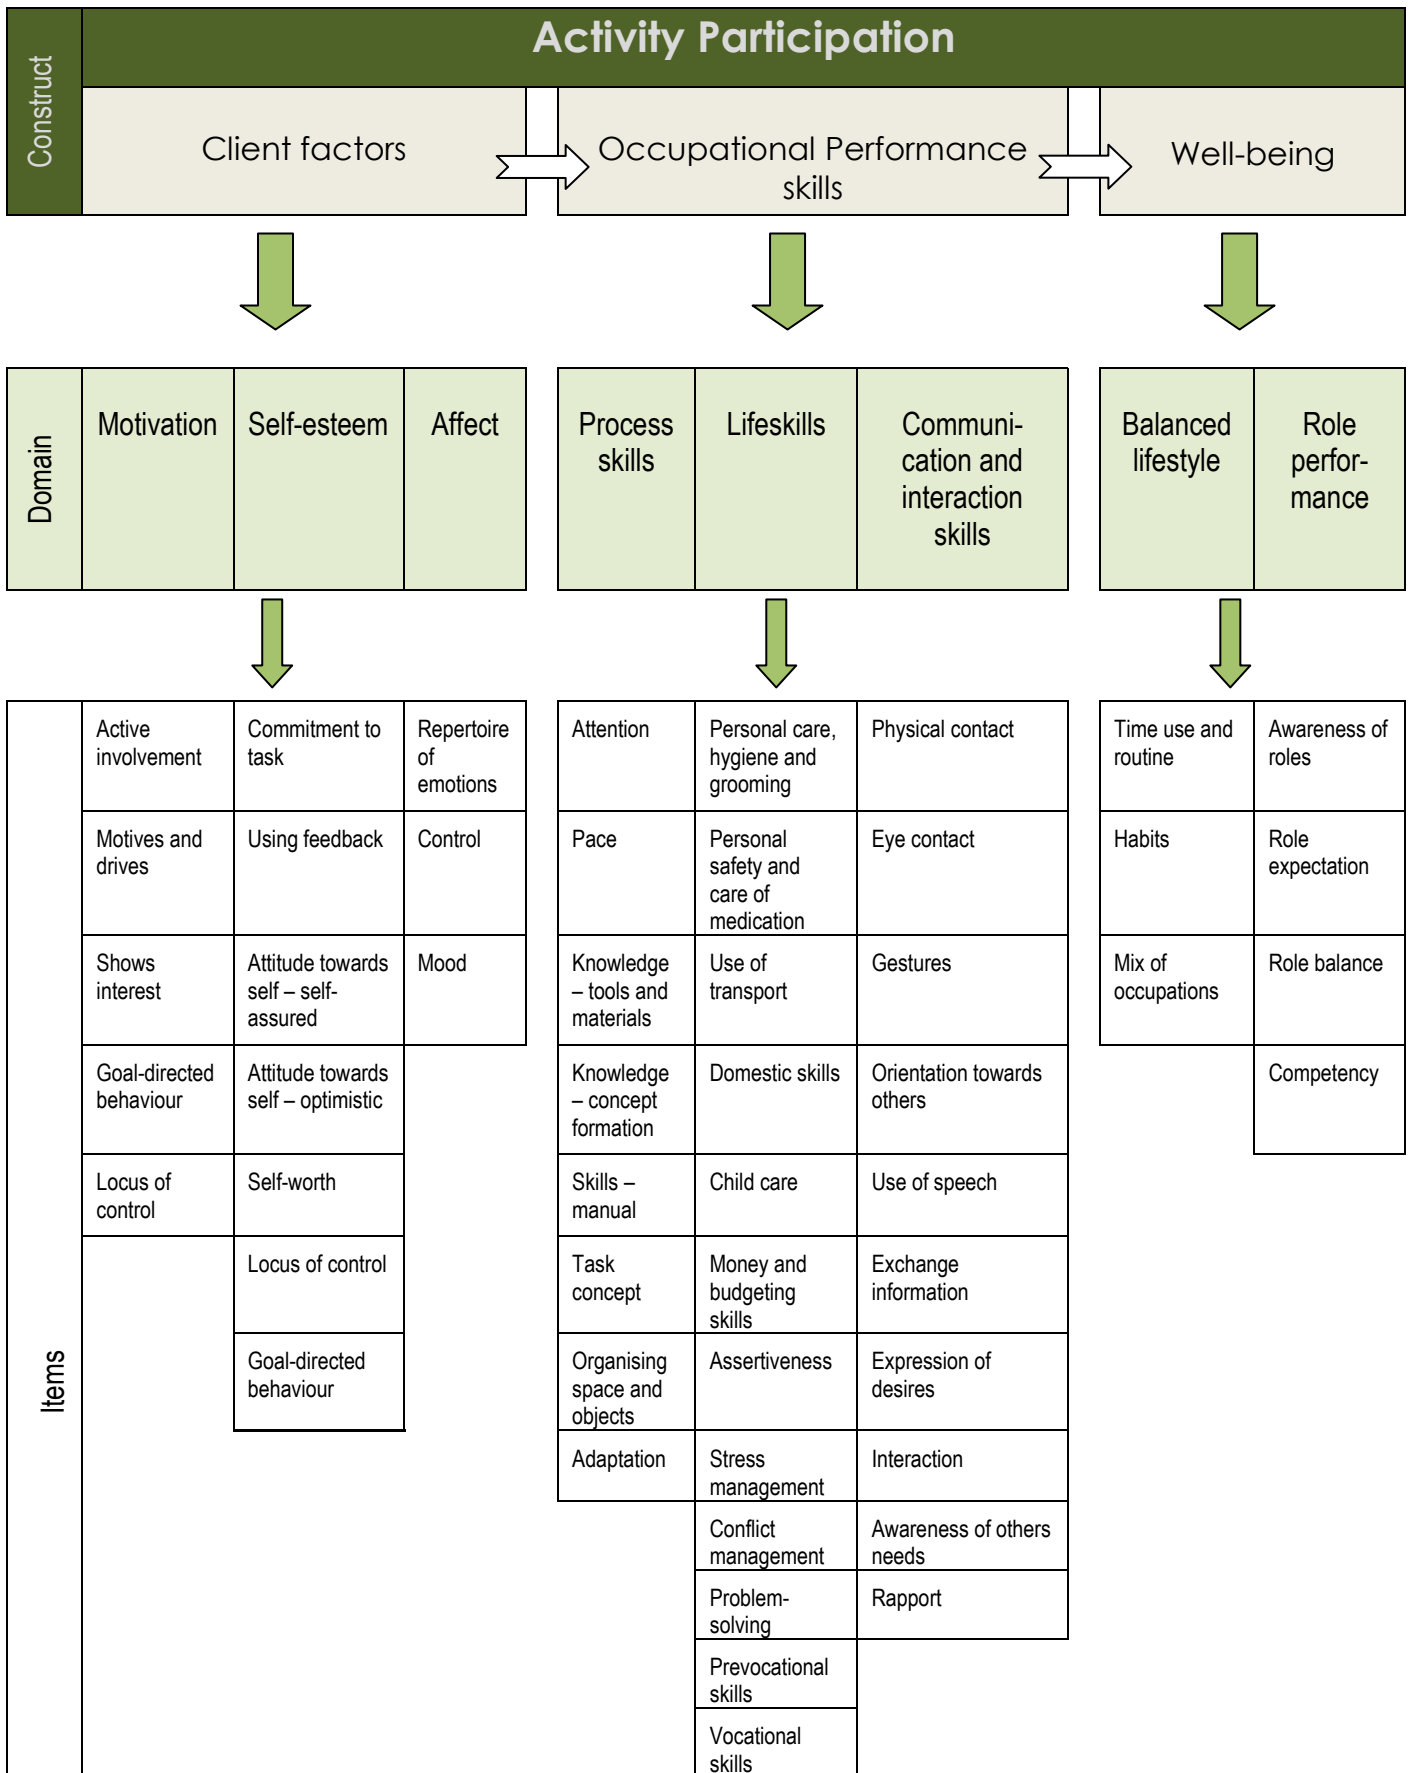 Construct
Activity Participation
Client factors
Occupational Performance
skills
Well-being
Domain
Motivation
Self-esteem
Affect
Process
skills
Lifeskills
Communi-
cation and
interaction
skills
Balanced
lifestyle
Role
perfor-
mance
Items
Active
involvement
Commitment to
task
Repertoire
of
emotions
Attention
Personal care,
hygiene and
grooming
Physical contact
Time use and
routine
Awareness of
roles
Motives and
drives
Using feedback
Control
Pace
Personal
safety and
care of
medication
Eye contact
Habits
Role
expectation
Shows
interest
Attitude towards
self – self-
assured
Mood
Knowledge
– tools and
materials
Use of
transport
Gestures
Mix of
occupations
Role balance
Goal-directed
behaviour
Attitude towards
self – optimistic
Knowledge
– concept
formation
Domestic skills
Orientation towards
others
Competency
Locus of
control
Self-worth
Skills –
manual
Child care
Use of speech
Locus of control
Task
concept
Money and
budgeting
skills
Exchange
information
Goal-directed
behaviour
Organising
space and
objects
Assertiveness
Expression of
desires
Adaptation
Stress
management
Interaction
Conflict
management
Awareness of others
needs
Problem-
solving
Rapport
Prevocational
skills
Vocational
skills